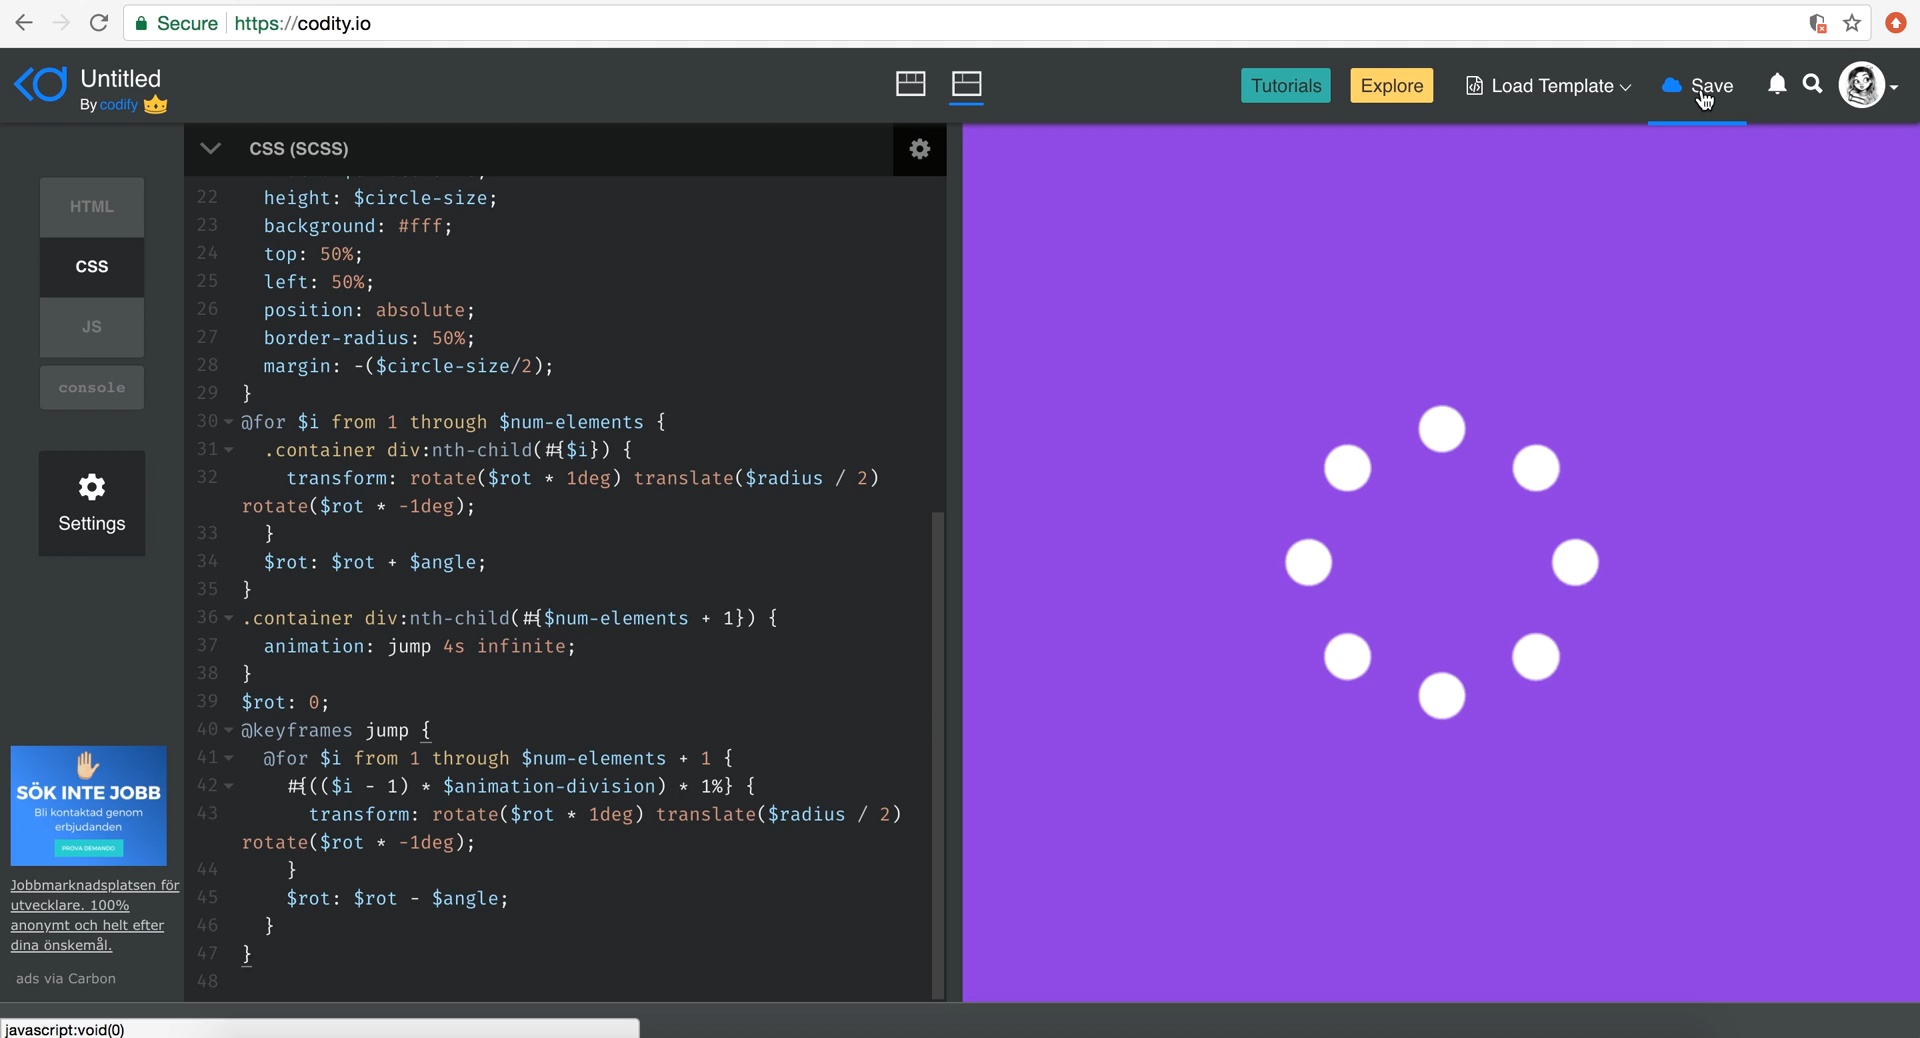 Secure https://codity.io
Untitled
By codify
Tutorials
Explore
Load Template
Save
CSS (SCSS)
HTML
CSS
JS
console
Settings
22 height: $circle-size;
23 background: #fff;
24 top: 50%;
25 left: 50%;
26 position: absolute;
27 border-radius: 50%;
28 margin: -($circle-size/2);
29 }
30 @for $i from 1 through $num-elements {
31 .container div:nth-child(#{$i}) {
32 transform: rotate($rot * 1deg) translate($radius / 2)
rotate($rot * -1deg);
33 }
34 $rot: $rot + $angle;
35 }
36 .container div:nth-child(#{$num-elements + 1}) {
37 animation: jump 4s infinite;
38 }
39 $rot: 0;
40 @keyframes jump {
41 @for $i from 1 through $num-elements + 1 {
42 #{(($i - 1) * $animation-division) * 1%} {
43 transform: rotate($rot * 1deg) translate($radius / 2)
rotate($rot * -1deg);
44 }
45 $rot: $rot - $angle;
46 }
47 }
48
SÖK INTE JOBB
Bli kontaktad genom
erbjudanden
PROVA DEMANDO
Jobbmarknadsplatsen för
utvecklare. 100%
anonymt och helt efter
dina önskemål.
ads via Carbon
javascript:void(0)